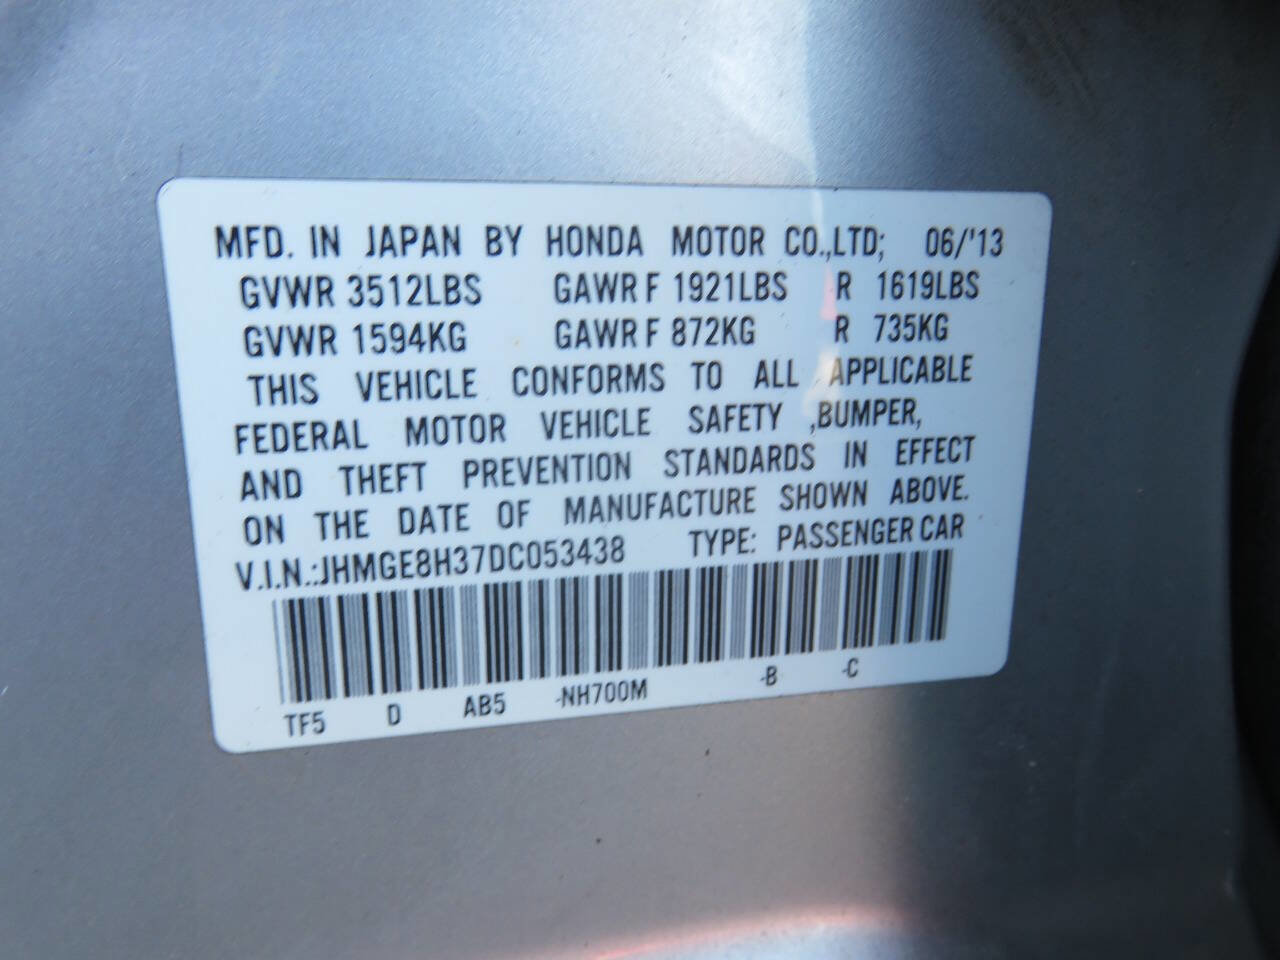 MFD. IN JAPAN BY HONDA MOTOR CO.,LTD; 06/'13
GVWR 3512LBS GAWR F 1921LBS R 1619LBS
GVWR 1594KG GAWR F 872KG R 735KG
THIS VEHICLE CONFORMS TO ALL APPLICABLE
FEDERAL MOTOR VEHICLE SAFETY ,BUMPER,
AND THEFT PREVENTION STANDARDS IN EFFECT
ON THE DATE OF MANUFACTURE SHOWN ABOVE.
V.I.N.:JHMGE8H37DC053438 TYPE: PASSENGER CAR
TF5 D AB5 -NH700M -B -C